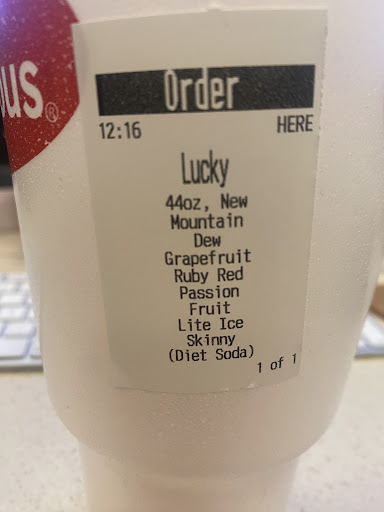 us®
Order
12:16 HERE
Lucky
44oz, New
Mountain
Dew
Grapefruit
Ruby Red
Passion
Fruit
Lite Ice
Skinny
(Diet Soda)
1 of 1